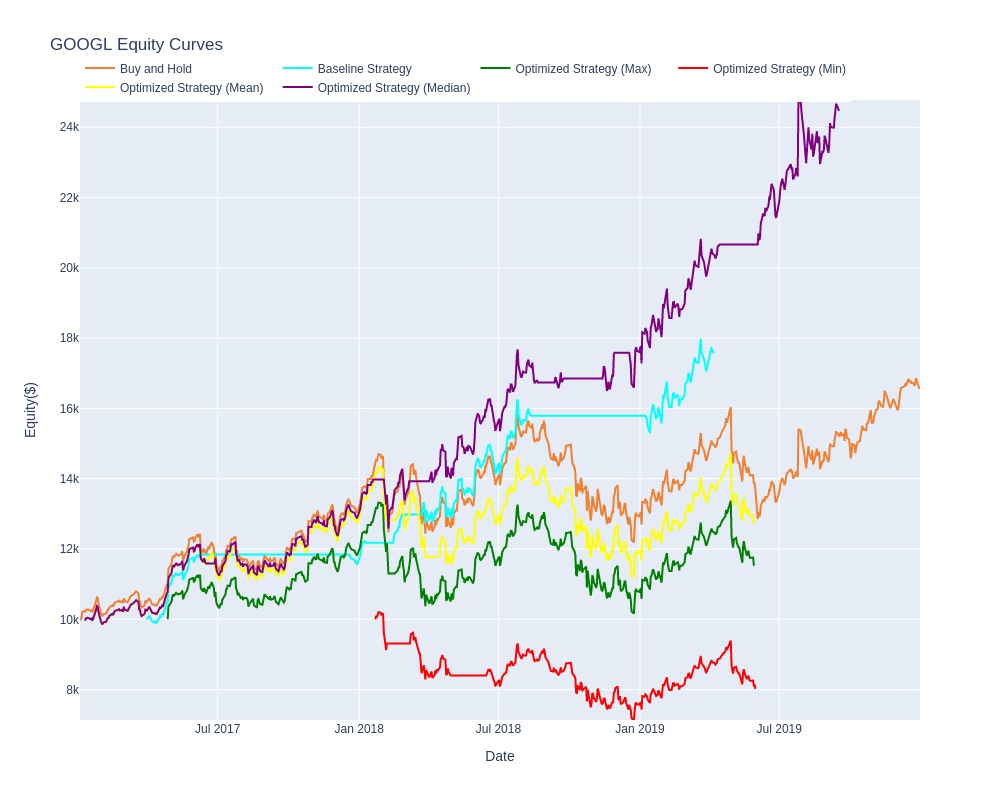 GOOGL Equity Curves
Buy and Hold Baseline Strategy Optimized Strategy (Max) Optimized Strategy (Min)
Optimized Strategy (Mean) Optimized Strategy (Median)
24k
22k
20k
18k
16k
14k
12k
10k
8k
Equity($)
Jul 2017 Jan 2018 Jul 2018 Jan 2019 Jul 2019
Date